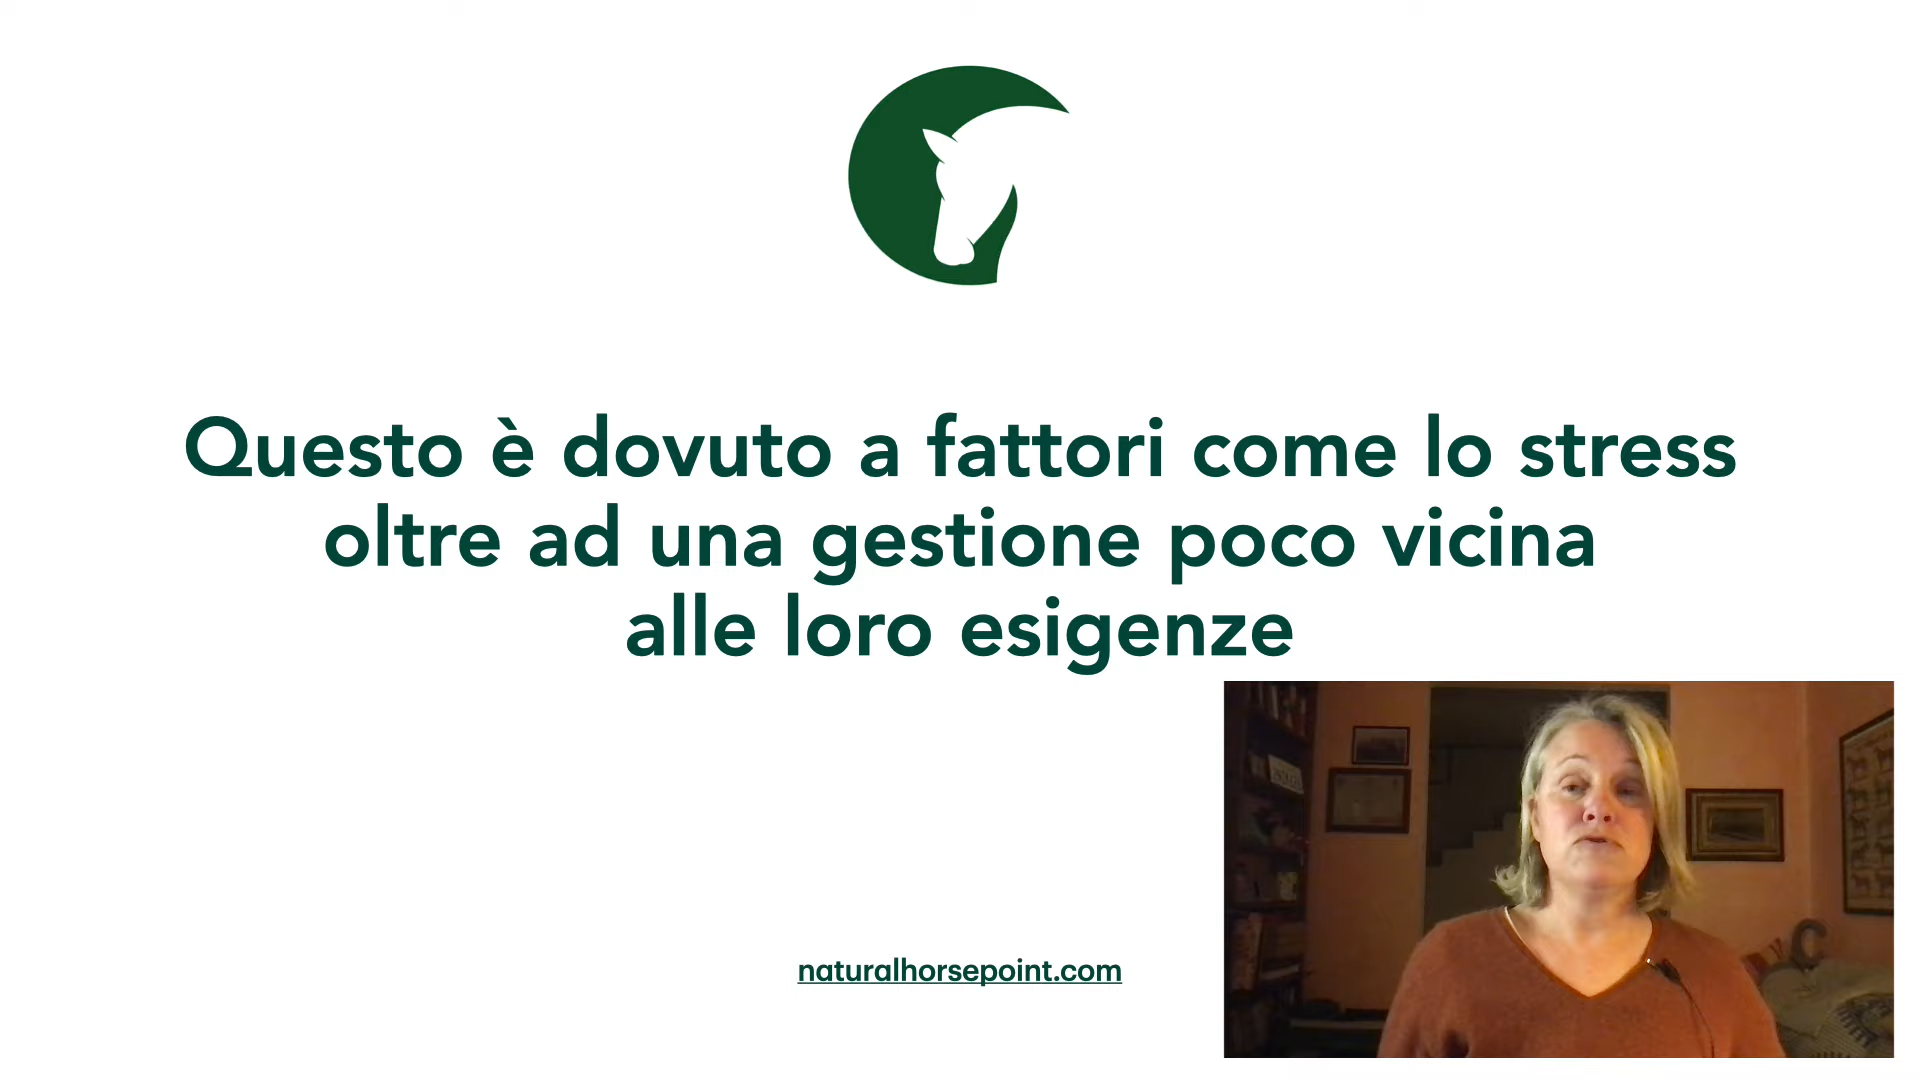 Questo è dovuto a fattori come lo stress
oltre ad una gestione poco vicina
alle loro esigenze
naturalhorsepoint.com